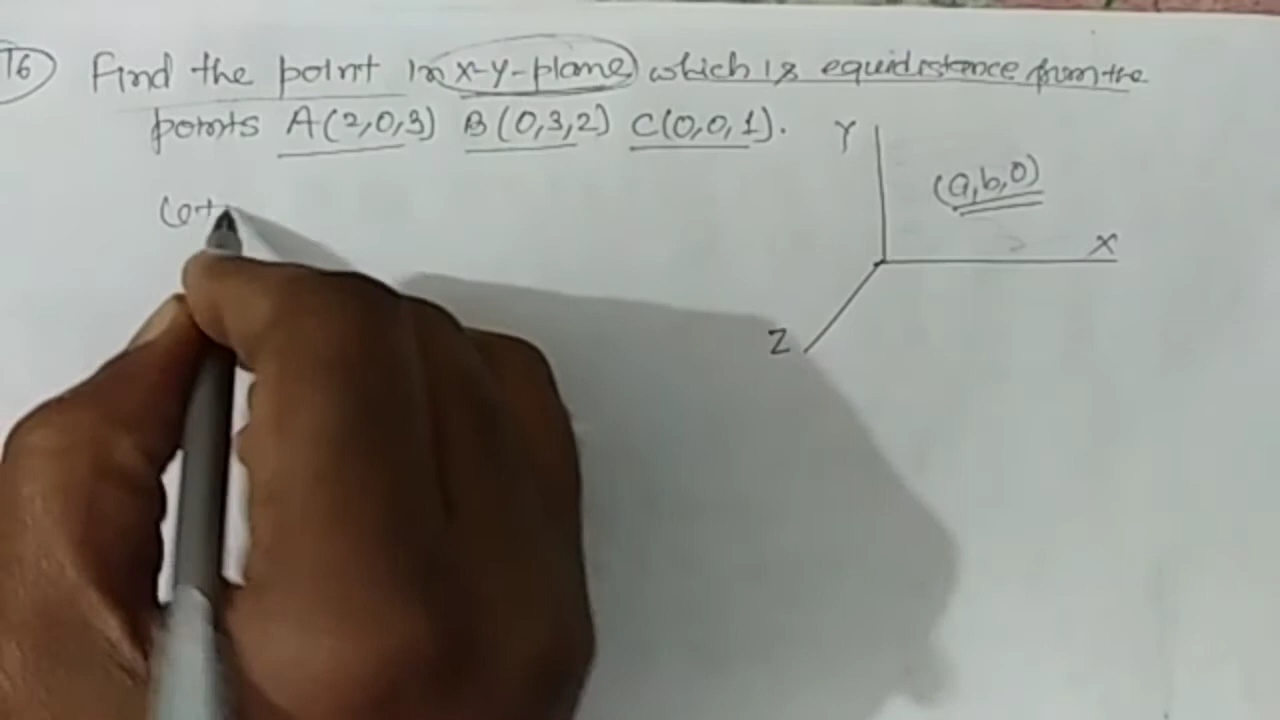 16 Find the point in x-y-plane which is equidistance from the
points A(2,0,3) B(0,3,2) C(0,0,1).
Y
(a,b,0)
Let
X
Z